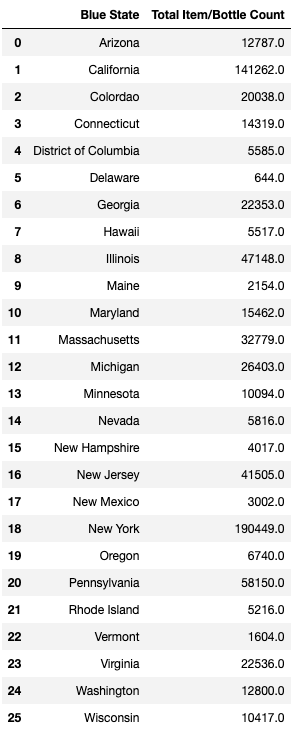 Blue State Total Item/Bottle Count
0 Arizona 12787.0
1 California 141262.0
2 Colordao 20038.0
3 Connecticut 14319.0
4 District of Columbia 5585.0
5 Delaware 644.0
6 Georgia 22353.0
7 Hawaii 5517.0
8 Illinois 47148.0
9 Maine 2154.0
10 Maryland 15462.0
11 Massachusetts 32779.0
12 Michigan 26403.0
13 Minnesota 10094.0
14 Nevada 5816.0
15 New Hampshire 4017.0
16 New Jersey 41505.0
17 New Mexico 3002.0
18 New York 190449.0
19 Oregon 6740.0
20 Pennsylvania 58150.0
21 Rhode Island 5216.0
22 Vermont 1604.0
23 Virginia 22536.0
24 Washington 12800.0
25 Wisconsin 10417.0